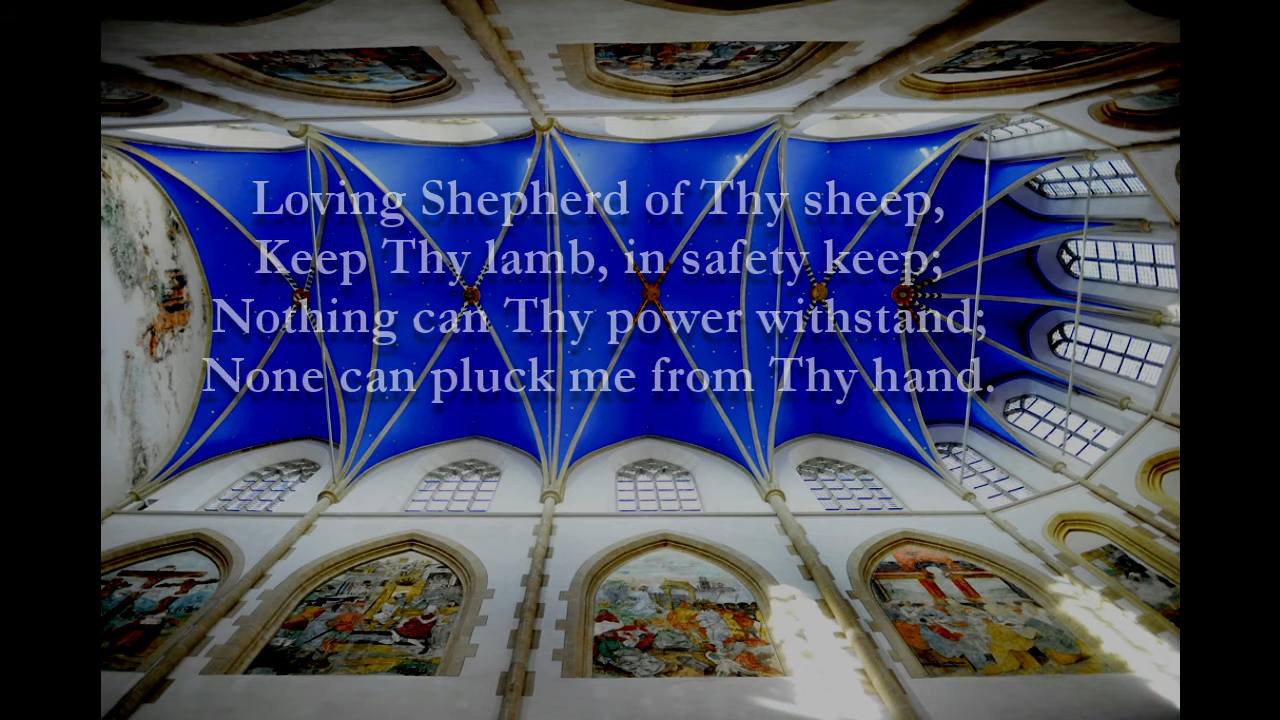 Loving Shepherd of Thy sheep,
Keep Thy lamb, in safety keep;
Nothing can Thy power withstand;
None can pluck me from Thy hand.